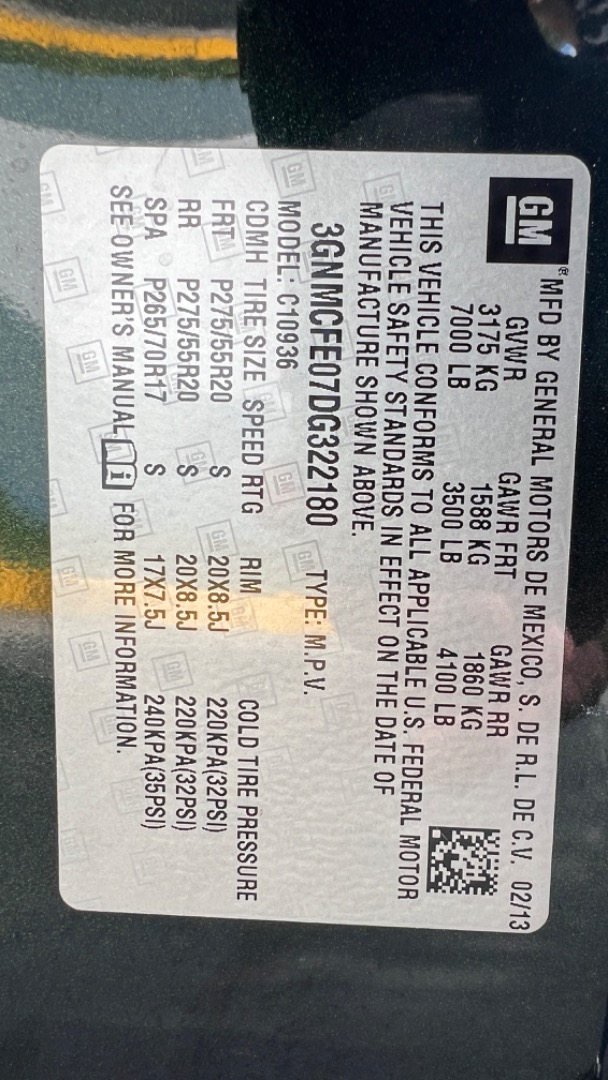 GM
MFD BY GENERAL MOTORS DE MEXICO, S. DE R.L. DE C.V. 02/13
GVWR GAWR FRT GAWR RR
3175 KG 1588 KG 1860 KG
7000 LB 3500 LB 4100 LB
THIS VEHICLE CONFORMS TO ALL APPLICABLE U.S. FEDERAL MOTOR
VEHICLE SAFETY STANDARDS IN EFFECT ON THE DATE OF
MANUFACTURE SHOWN ABOVE.
3GNMCFE07DG322180 TYPE: M.P.V.
MODEL: C10936
CDMH TIRE SIZE SPEED RTG RIM COLD TIRE PRESSURE
FRT P275/55R20 S 20X8.5J 220KPA(32PSI)
RR P275/55R20 S 20X8.5J 220KPA(32PSI)
SPA P265/70R17 S 17X7.5J 240KPA(35PSI)
SEE OWNER'S MANUAL FOR MORE INFORMATION.